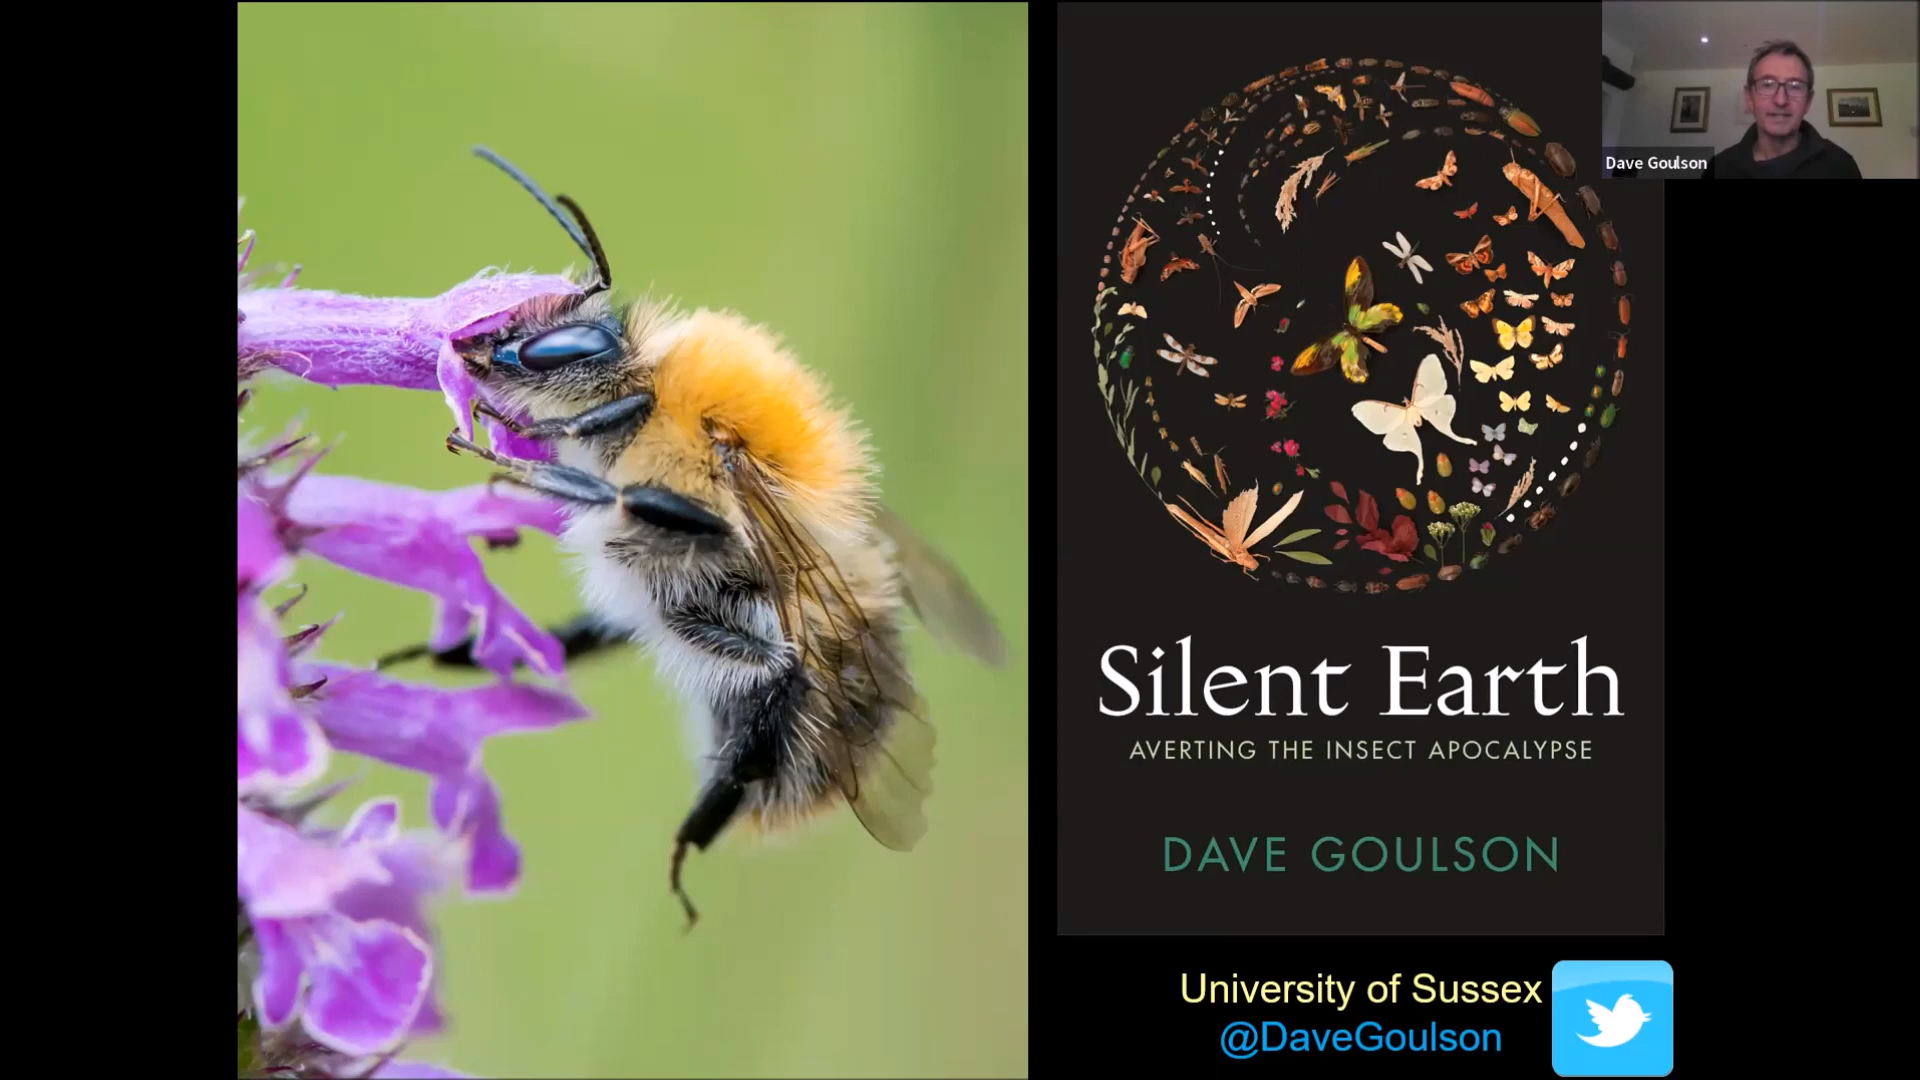 Dave Goulson
Silent Earth
AVERTING THE INSECT APOCALYPSE
DAVE GOULSON
University of Sussex
@DaveGoulson